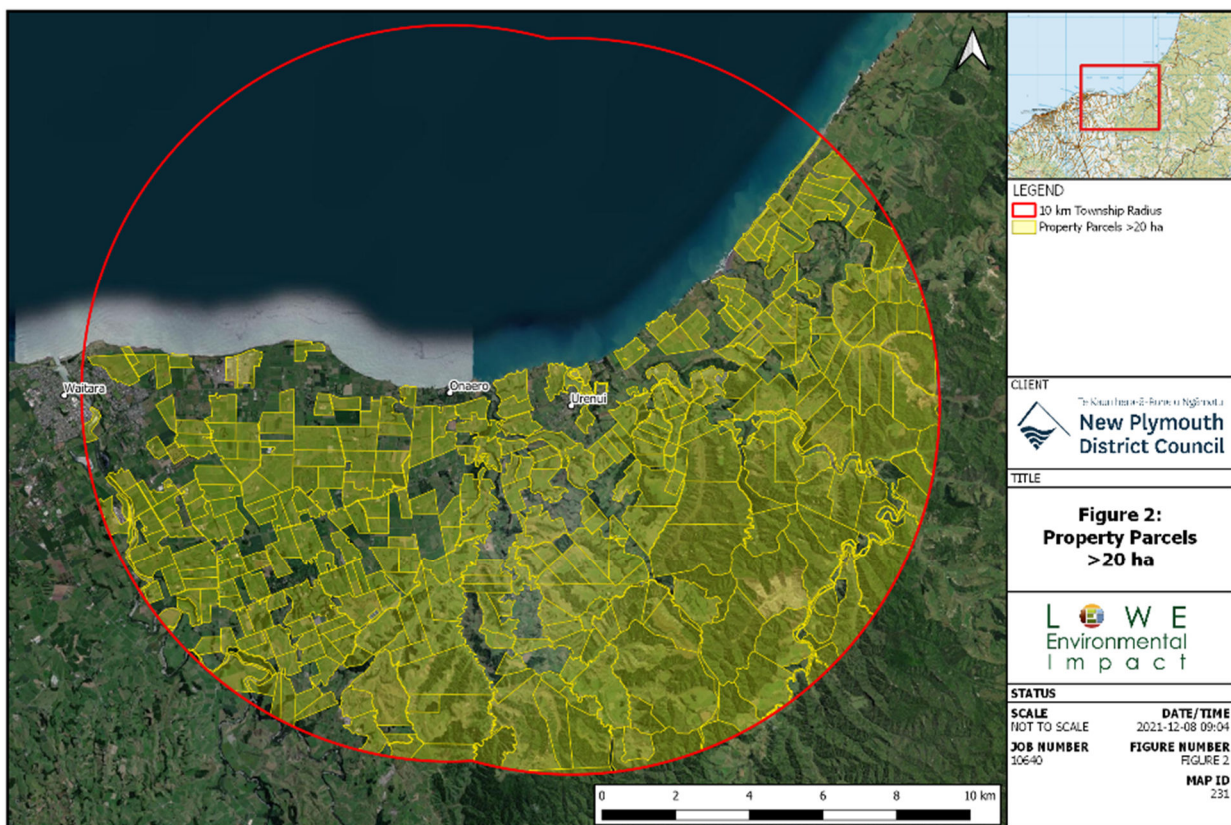 Waitara
Onaero
Urenui
0 2 4 6 8 10 km
LEGEND
10 km Township Radius
Property Parcels >20 ha
CLIENT
New Plymouth
District Council
TITLE
Figure 2:
Property Parcels
>20 ha
LOWE
Environmental
Impact
STATUS
SCALE
NOT TO SCALE
DATE/TIME
2021-12-08 09:04
JOB NUMBER
10640
FIGURE NUMBER
FIGURE 2
MAP ID
231